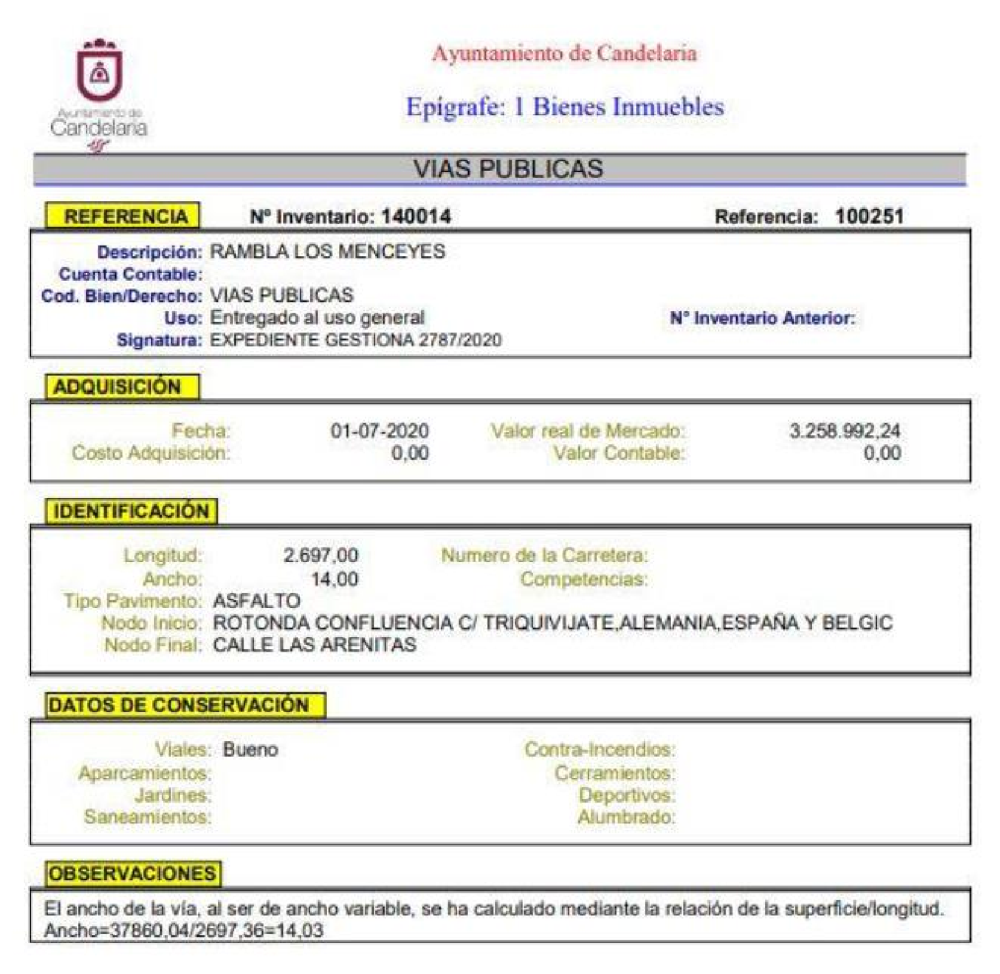 Ayuntamiento de
Candelaria
Ayuntamiento de Candelaria
Epígrafe: 1 Bienes Inmuebles
VIAS PUBLICAS
REFERENCIA Nº Inventario: 140014 Referencia: 100251
Descripción: RAMBLA LOS MENCEYES
Cuenta Contable:
Cod. Bien/Derecho: VIAS PUBLICAS
Uso: Entregado al uso general Nº Inventario Anterior:
Signatura: EXPEDIENTE GESTIONA 2787/2020
ADQUISICIÓN
Fecha: 01-07-2020 Valor real de Mercado: 3.258.992,24
Costo Adquisición: 0,00 Valor Contable: 0,00
IDENTIFICACIÓN
Longitud: 2.697,00 Numero de la Carretera:
Ancho: 14,00 Competencias:
Tipo Pavimento: ASFALTO
Nodo Inicio: ROTONDA CONFLUENCIA C/ TRIQUIVIJATE,ALEMANIA,ESPAÑA Y BELGIC
Nodo Final: CALLE LAS ARENITAS
DATOS DE CONSERVACIÓN
Viales: Bueno Contra-Incendios:
Aparcamientos: Cerramientos:
Jardines: Deportivos:
Saneamientos: Alumbrado:
OBSERVACIONES
El ancho de la vía, al ser de ancho variable, se ha calculado mediante la relación de la superficie/longitud.
Ancho=37860,04/2697,36=14,03